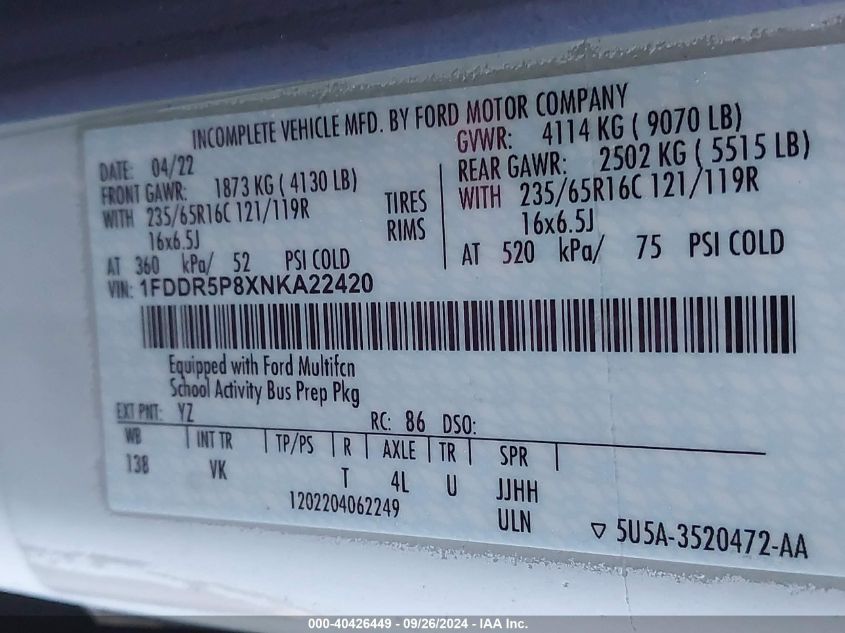 INCOMPLETE VEHICLE MFD. BY FORD MOTOR COMPANY
DATE: 04/22
GVWR: 4114 KG ( 9070 LB)
FRONT GAWR: 1873 KG ( 4130 LB)
REAR GAWR: 2502 KG ( 5515 LB)
WITH 235/65R16C 121/119R TIRES WITH 235/65R16C 121/119R
16x6.5J RIMS 16x6.5J
AT 360 kPa/ 52 PSI COLD AT 520 kPa/ 75 PSI COLD
VIN: 1FDDR5P8XNKA22420
Equipped with Ford Multifcn
School Activity Bus Prep Pkg
EXT PNT: YZ RC: 86 DSO:
WB INT TR TP/PS R AXLE TR SPR
138 VK T 4L U JJHH
1202204062249 ULN
5U5A-3520472-AA
000-40426449 - 09/26/2024 - IAA Inc.